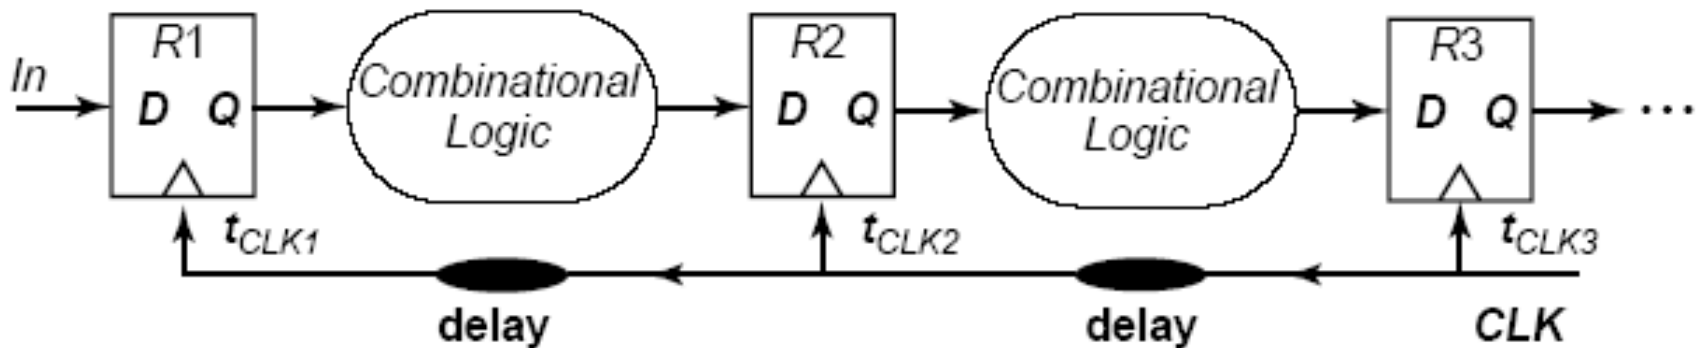 In
R1
D Q
Combinational
Logic
R2
D Q
Combinational
Logic
R3
D Q
...
tCLK1
tCLK2
tCLK3
delay
delay
CLK